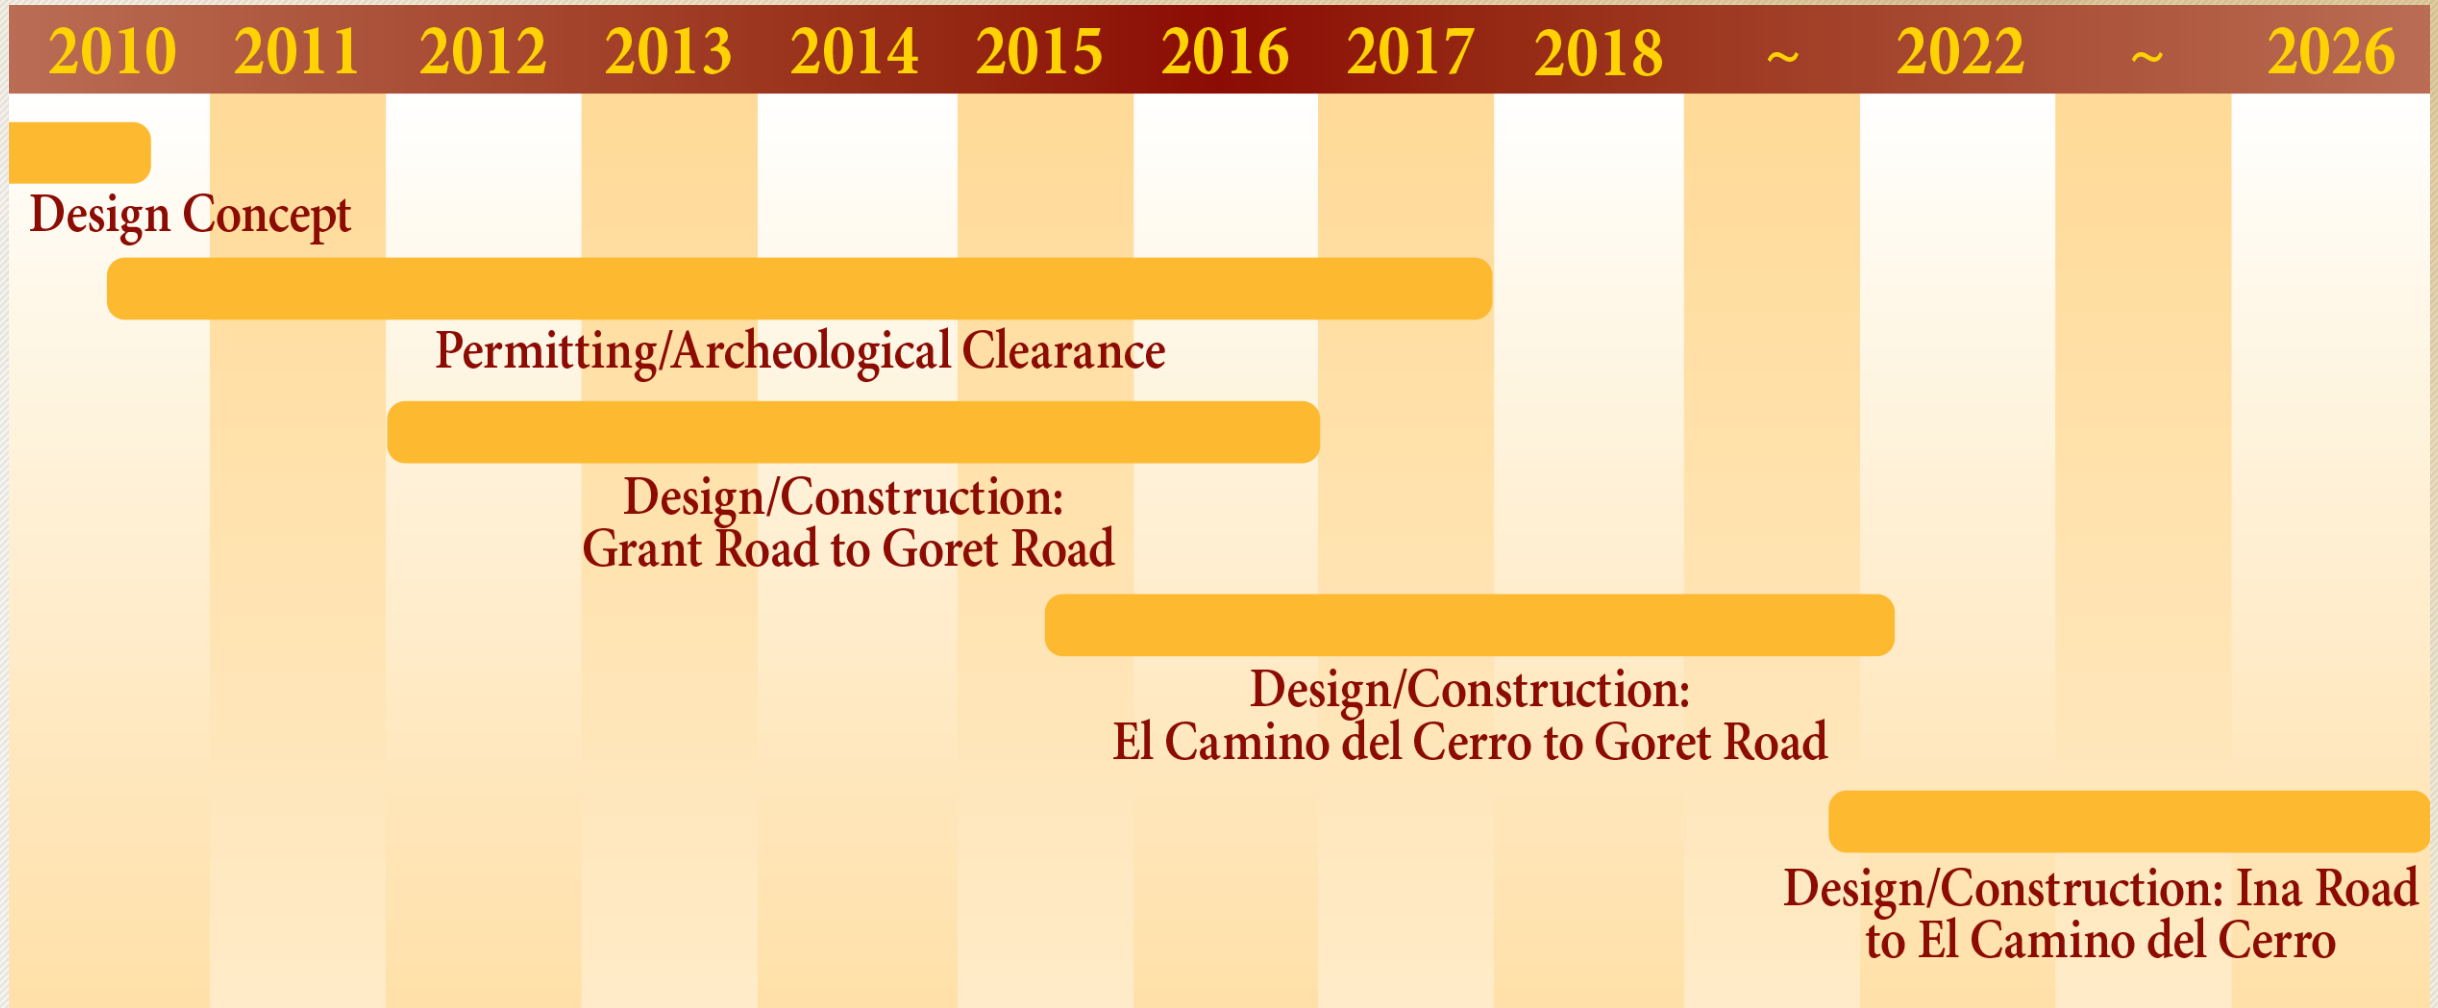 2010 2011 2012 2013 2014 2015 2016 2017 2018 ~ 2022 ~ 2026
Design Concept
Permitting/Archeological Clearance
Design/Construction:
Grant Road to Goret Road
Design/Construction:
El Camino del Cerro to Goret Road
Design/Construction: Ina Road
to El Camino del Cerro